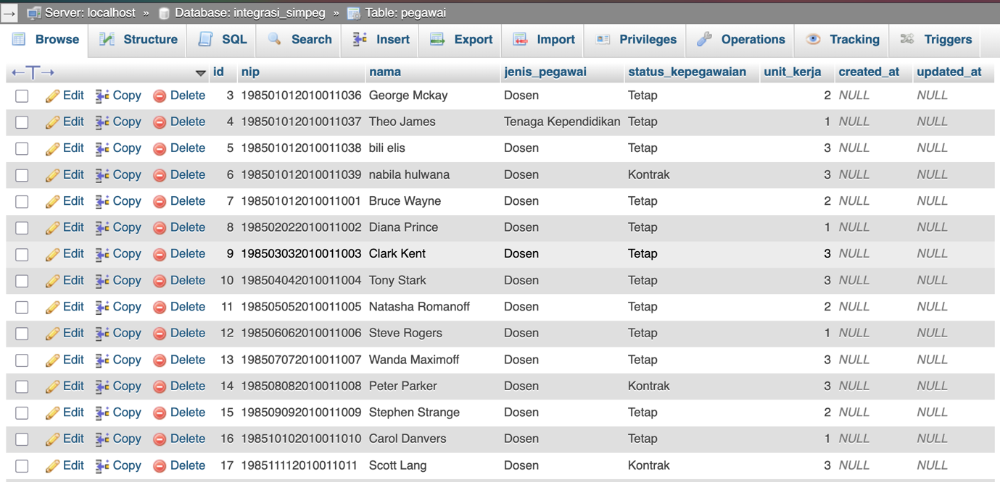 Server: localhost » Database: integrasi_simpeg » Table: pegawai
Browse Structure SQL Search Insert Export Import Privileges Operations Tracking Triggers
←T→ id nip nama jenis_pegawai status_kepegawaian unit_kerja created_at updated_at
Edit Copy Delete 3 198501012010011036 George Mckay Dosen Tetap 2 NULL NULL
Edit Copy Delete 4 198501012010011037 Theo James Tenaga Kependidikan Tetap 1 NULL NULL
Edit Copy Delete 5 198501012010011038 bili elis Dosen Tetap 3 NULL NULL
Edit Copy Delete 6 198501012010011039 nabila hulwana Dosen Kontrak 3 NULL NULL
Edit Copy Delete 7 198501012010011001 Bruce Wayne Dosen Tetap 2 NULL NULL
Edit Copy Delete 8 198502022010011002 Diana Prince Dosen Tetap 1 NULL NULL
Edit Copy Delete 9 198503032010011003 Clark Kent Dosen Tetap 3 NULL NULL
Edit Copy Delete 10 198504042010011004 Tony Stark Dosen Tetap 3 NULL NULL
Edit Copy Delete 11 198505052010011005 Natasha Romanoff Dosen Tetap 2 NULL NULL
Edit Copy Delete 12 198506062010011006 Steve Rogers Dosen Tetap 1 NULL NULL
Edit Copy Delete 13 198507072010011007 Wanda Maximoff Dosen Tetap 3 NULL NULL
Edit Copy Delete 14 198508082010011008 Peter Parker Dosen Kontrak 3 NULL NULL
Edit Copy Delete 15 198509092010011009 Stephen Strange Dosen Tetap 2 NULL NULL
Edit Copy Delete 16 198510102010011010 Carol Danvers Dosen Tetap 1 NULL NULL
Edit Copy Delete 17 198511112010011011 Scott Lang Dosen Kontrak 3 NULL NULL